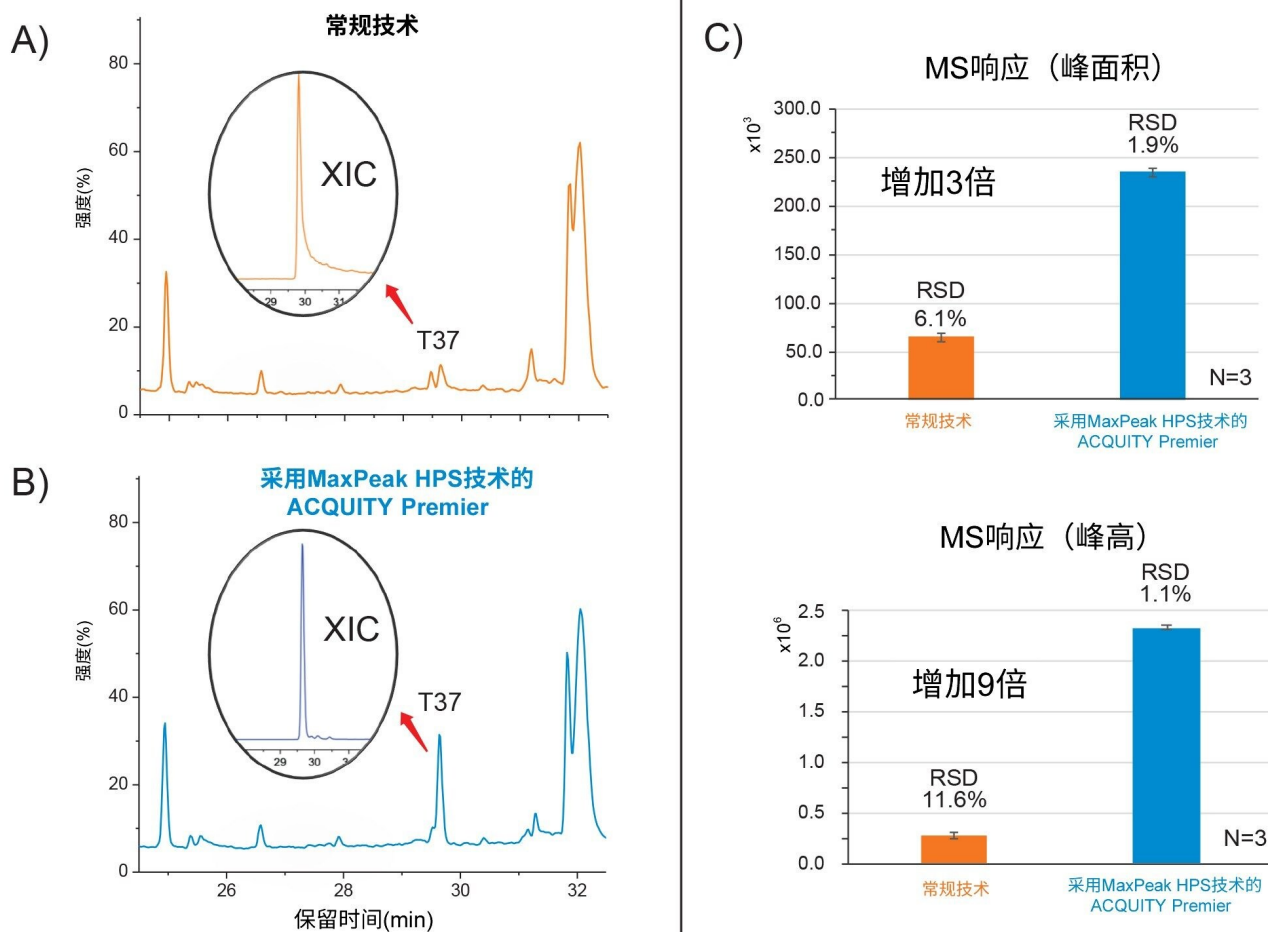 A)
常规技术
80
60
40
20
0
强度(%)
XIC
29 30 31
T37
B)
采用MaxPeak HPS技术的
ACQUITY Premier
80
60
40
20
0
强度(%)
XIC
29 30 3
T37
26 28 30 32
保留时间(min)
C)
MS响应（峰面积）
x10³
300.0
250.0
200.0
150.0
100.0
50.0
0.0
增加3倍
RSD
6.1%
RSD
1.9%
N=3
常规技术
采用MaxPeak HPS技术的
ACQUITY Premier
MS响应（峰高）
x10⁶
2.5
2.0
1.5
1.0
0.5
0.0
增加9倍
RSD
11.6%
RSD
1.1%
N=3
常规技术
采用MaxPeak HPS技术的
ACQUITY Premier